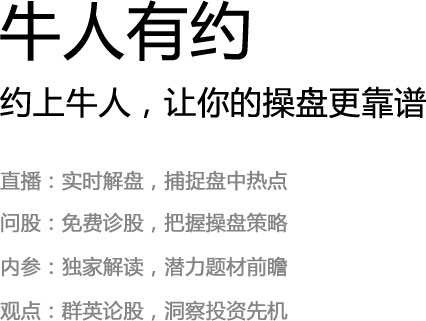 牛人有约
约上牛人，让你的操盘更靠谱
直播：实时解盘，捕捉盘中热点
问股：免费诊股，把握操盘策略
内参：独家解读，潜力题材前瞻
观点：群英论股，洞察投资先机